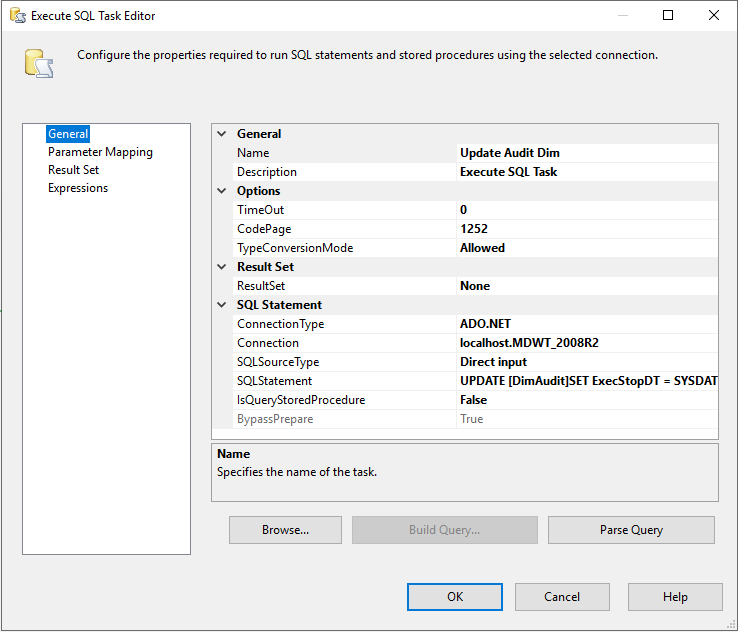 Execute SQL Task Editor
Configure the properties required to run SQL statements and stored procedures using the selected connection.
General
Parameter Mapping
Result Set
Expressions
General
Name Update Audit Dim
Description Execute SQL Task
Options
TimeOut 0
CodePage 1252
TypeConversionMode Allowed
Result Set
ResultSet None
SQL Statement
ConnectionType ADO.NET
Connection localhost.MDWT_2008R2
SQLSourceType Direct input
SQLStatement UPDATE [DimAudit]SET ExecStopDT = SYSDAT
IsQueryStoredProcedure False
BypassPrepare True
Name
Specifies the name of the task.
Browse... Build Query... Parse Query
OK Cancel Help